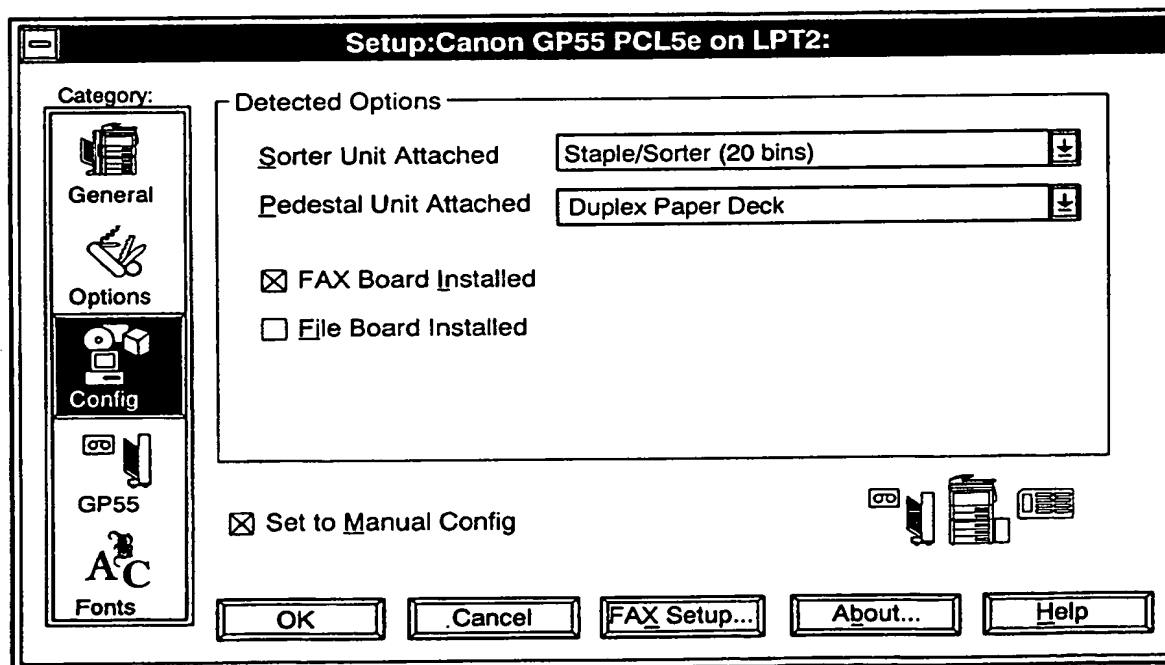 Setup:Canon GP55 PCL5e on LPT2:
Category:
General
Options
Config
GP55
A C
Fonts
Detected Options
Sorter Unit Attached
Staple/Sorter (20 bins)
Pedestal Unit Attached
Duplex Paper Deck
FAX Board Installed
File Board Installed
Set to Manual Config
OK
.Cancel
FAX Setup...
About...
Help